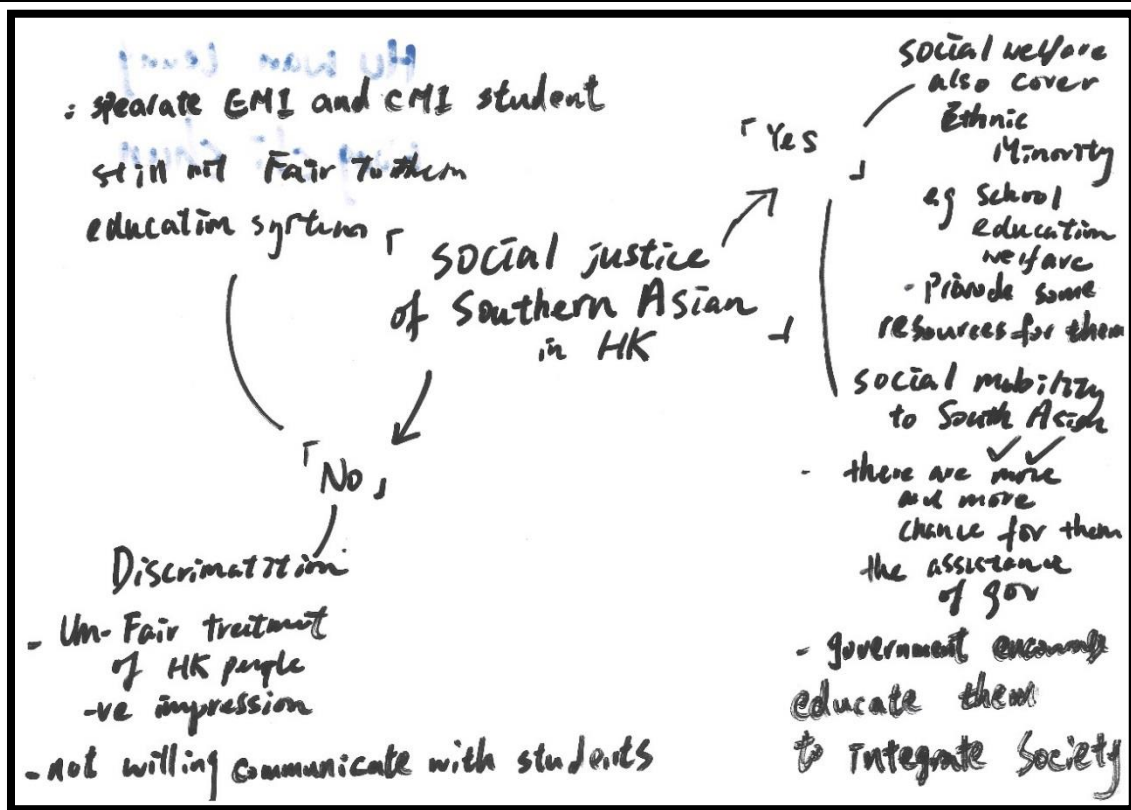 : spearate EMI and CMI student
still not Fair To them
education system
「social justice
of Southern Asian
in HK」
「Yes」
social welfare
also cover
Ethnic
Minority
eg School
education
welfare
- Provide some
resources for them
social mobility
to South Asian
- there are more
and more
chance for them
the assistance
of gov
- government encourage
educate them
to integrate Society
「No」
Discrimatition
- Un-Fair treatment
of HK people
-ve impression
- not willing communicate with students